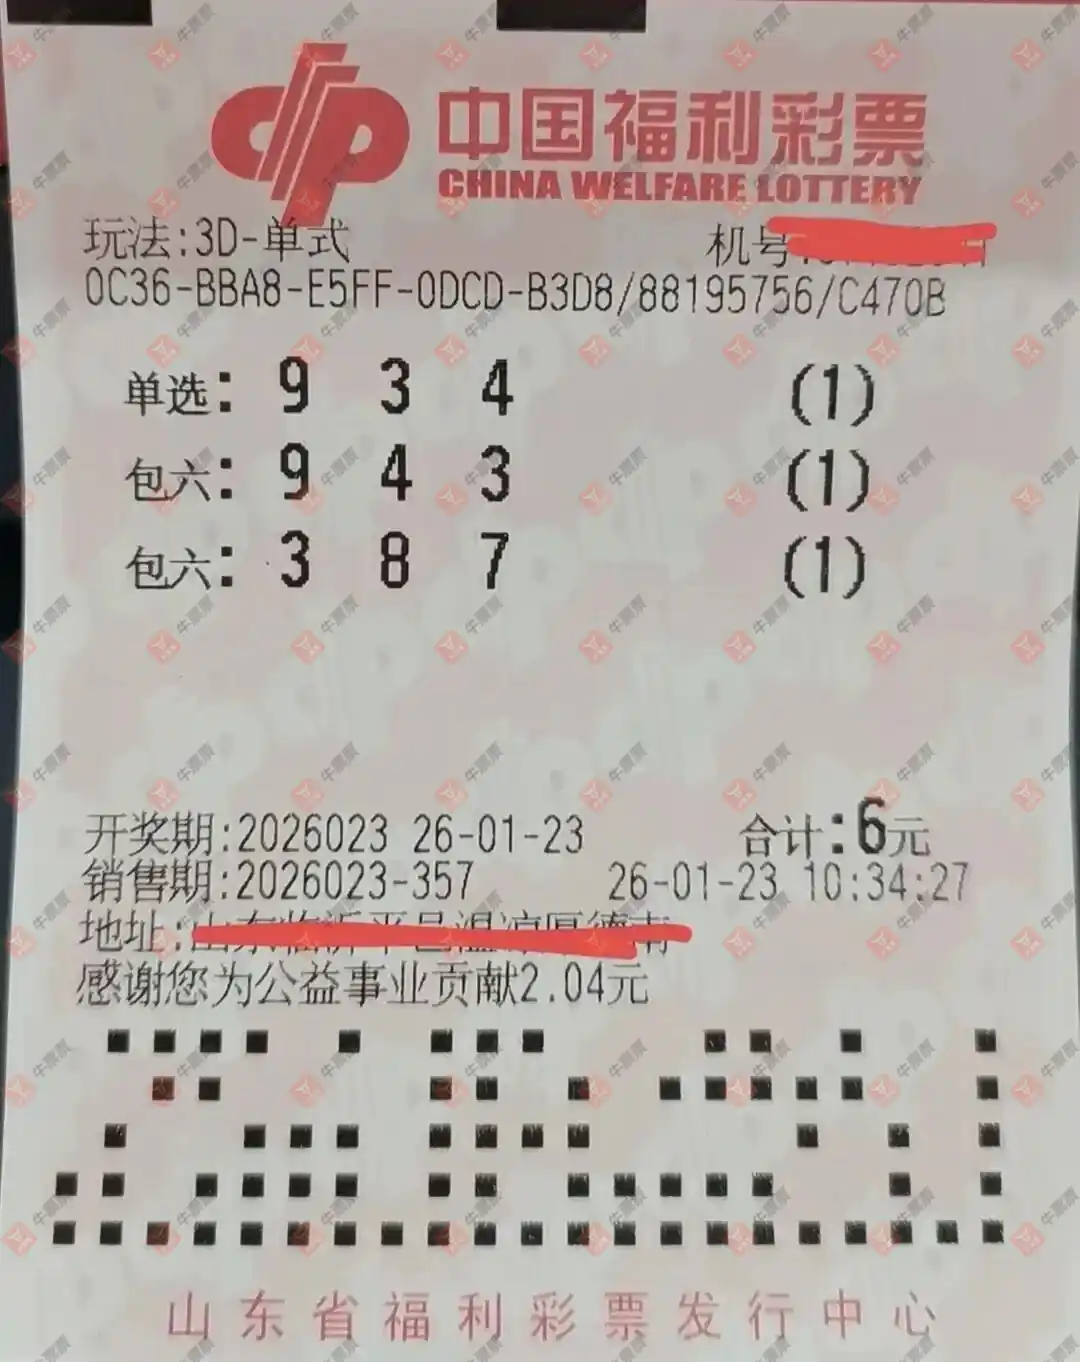 中国福利彩票
CHINA WELFARE LOTTERY
玩法:3D-单式 机号:
0C36-BBA8-E5FF-0DCD-B3D8/88195756/C470B
单选: 9 3 4 (1)
包六: 9 4 3 (1)
包六: 3 8 7 (1)
开奖期:2026023 26-01-23 合计:6元
销售期:2026023-357 26-01-23 10:34:27
地址:
感谢您为公益事业贡献2.04元
山东省福利彩票发行中心
牛票票